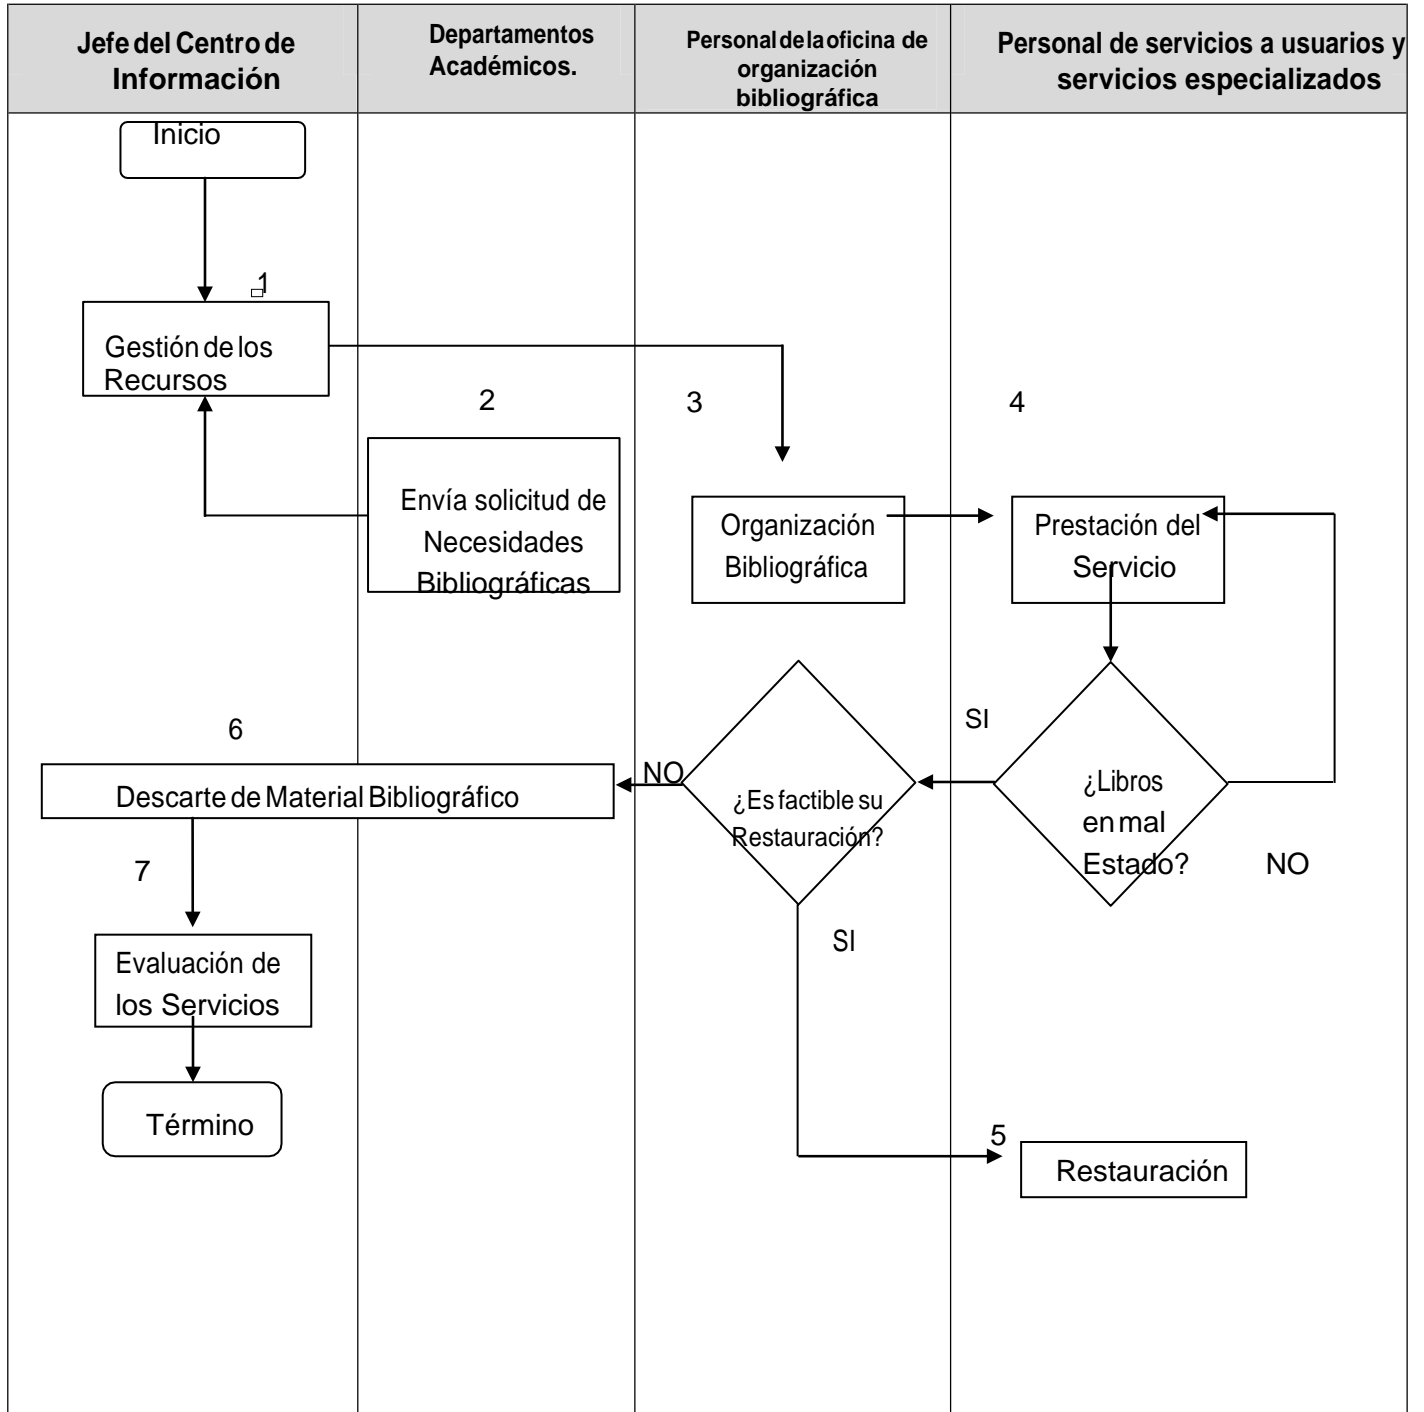 Jefe del Centro de
Información
Departamentos
Académicos.
Personal de la oficina de
organización
bibliográfica
Personal de servicios a usuarios y
servicios especializados
Inicio
1
Gestión de los
Recursos
2
Envía solicitud de
Necesidades
Bibliográficas
3
Organización
Bibliográfica
4
Prestación del
Servicio
¿Libros
en mal
Estado?
NO
SI
¿Es factible su
Restauración?
NO
SI
5
Restauración
6
Descarte de Material Bibliográfico
7
Evaluación de
los Servicios
Término